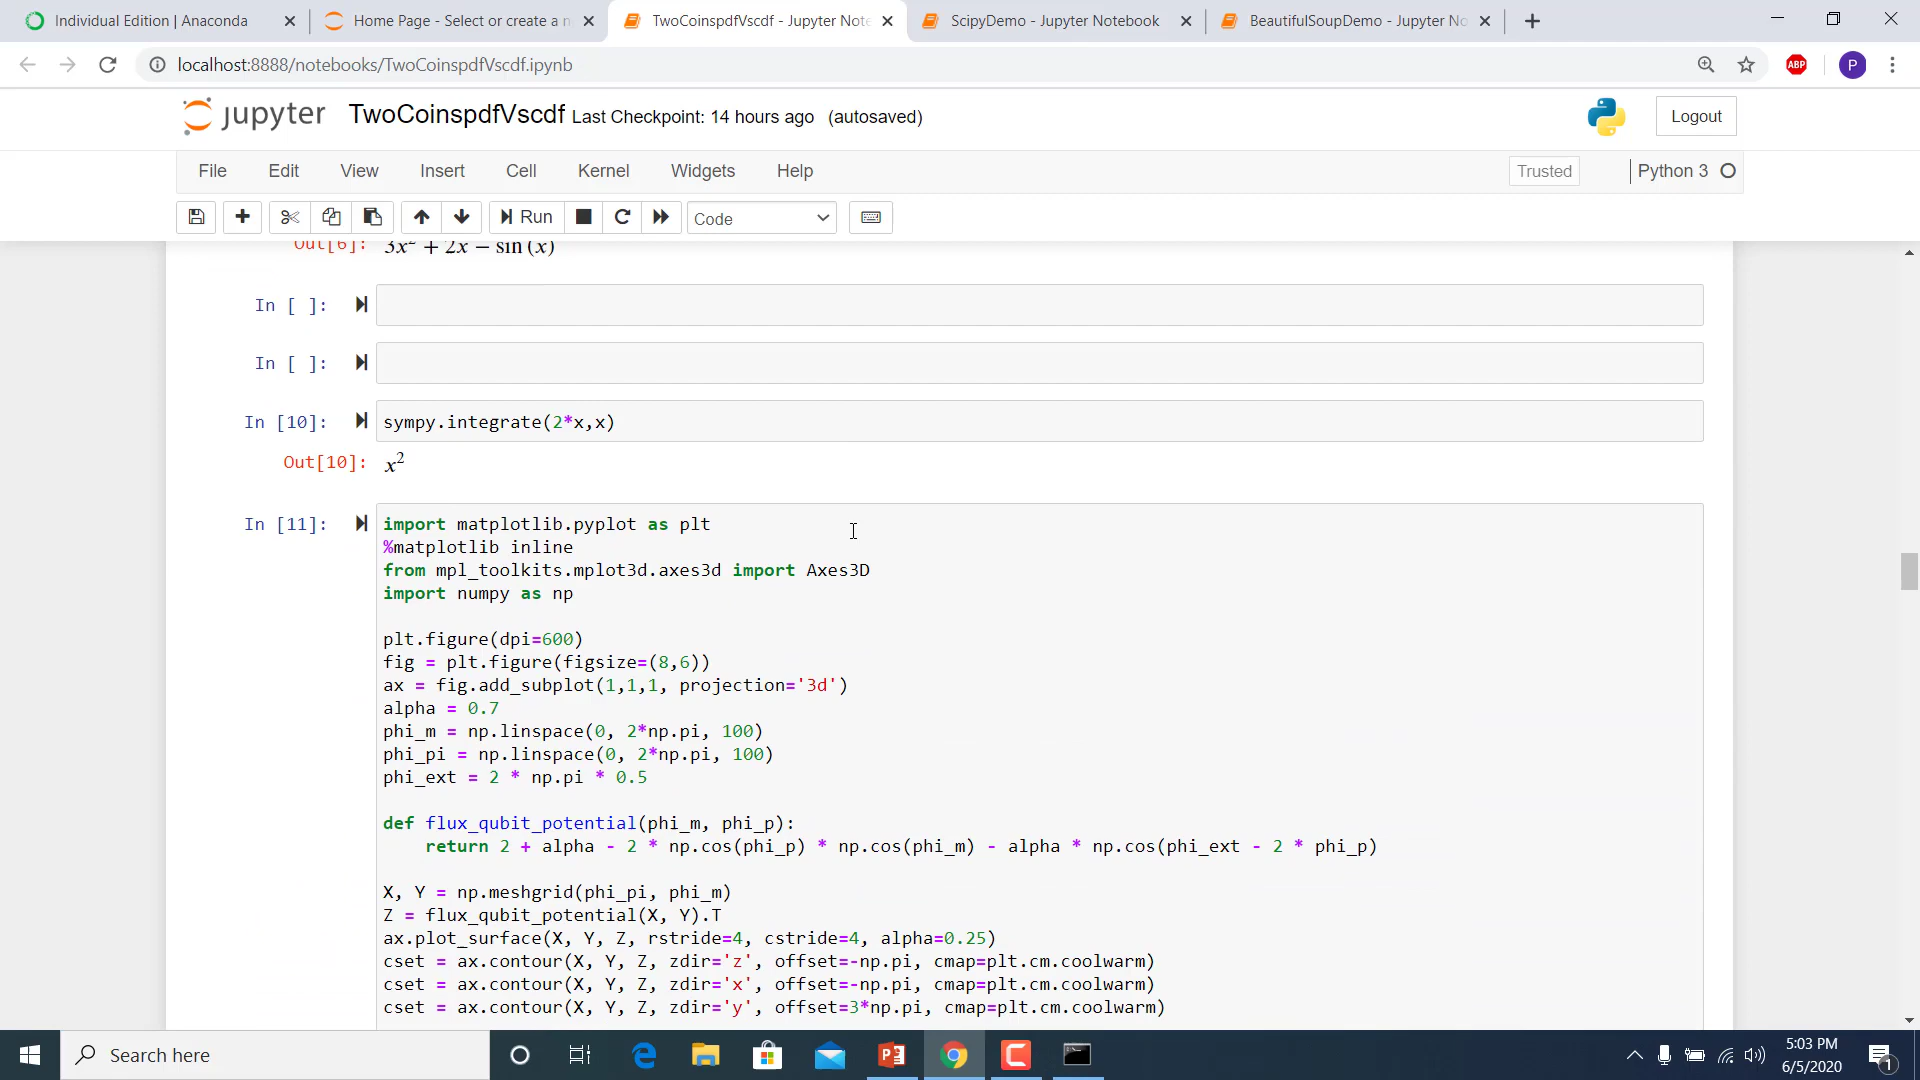 Individual Edition | Anaconda
Home Page - Select or create a n
TwoCoinspdfVscdf - Jupyter Note
ScipyDemo - Jupyter Notebook
BeautifulSoupDemo - Jupyter No
localhost:8888/notebooks/TwoCoinspdfVscdf.ipynb
ABP
P
jupyter TwoCoinspdfVscdf Last Checkpoint: 14 hours ago (autosaved)
Logout
File Edit View Insert Cell Kernel Widgets Help
Trusted
Python 3
Run
Code
Out[6]: 3x² + 2x − sin (x)
In [ ]:
In [ ]:
In [10]: sympy.integrate(2*x,x)
Out[10]: x²
In [11]: import matplotlib.pyplot as plt
%matplotlib inline
from mpl_toolkits.mplot3d.axes3d import Axes3D
import numpy as np
plt.figure(dpi=600)
fig = plt.figure(figsize=(8,6))
ax = fig.add_subplot(1,1,1, projection='3d')
alpha = 0.7
phi_m = np.linspace(0, 2*np.pi, 100)
phi_pi = np.linspace(0, 2*np.pi, 100)
phi_ext = 2 * np.pi * 0.5
def flux_qubit_potential(phi_m, phi_p):
    return 2 + alpha - 2 * np.cos(phi_p) * np.cos(phi_m) - alpha * np.cos(phi_ext - 2 * phi_p)
X, Y = np.meshgrid(phi_pi, phi_m)
Z = flux_qubit_potential(X, Y).T
ax.plot_surface(X, Y, Z, rstride=4, cstride=4, alpha=0.25)
cset = ax.contour(X, Y, Z, zdir='z', offset=-np.pi, cmap=plt.cm.coolwarm)
cset = ax.contour(X, Y, Z, zdir='x', offset=-np.pi, cmap=plt.cm.coolwarm)
cset = ax.contour(X, Y, Z, zdir='y', offset=3*np.pi, cmap=plt.cm.coolwarm)
Search here
5:03 PM
6/5/2020
1